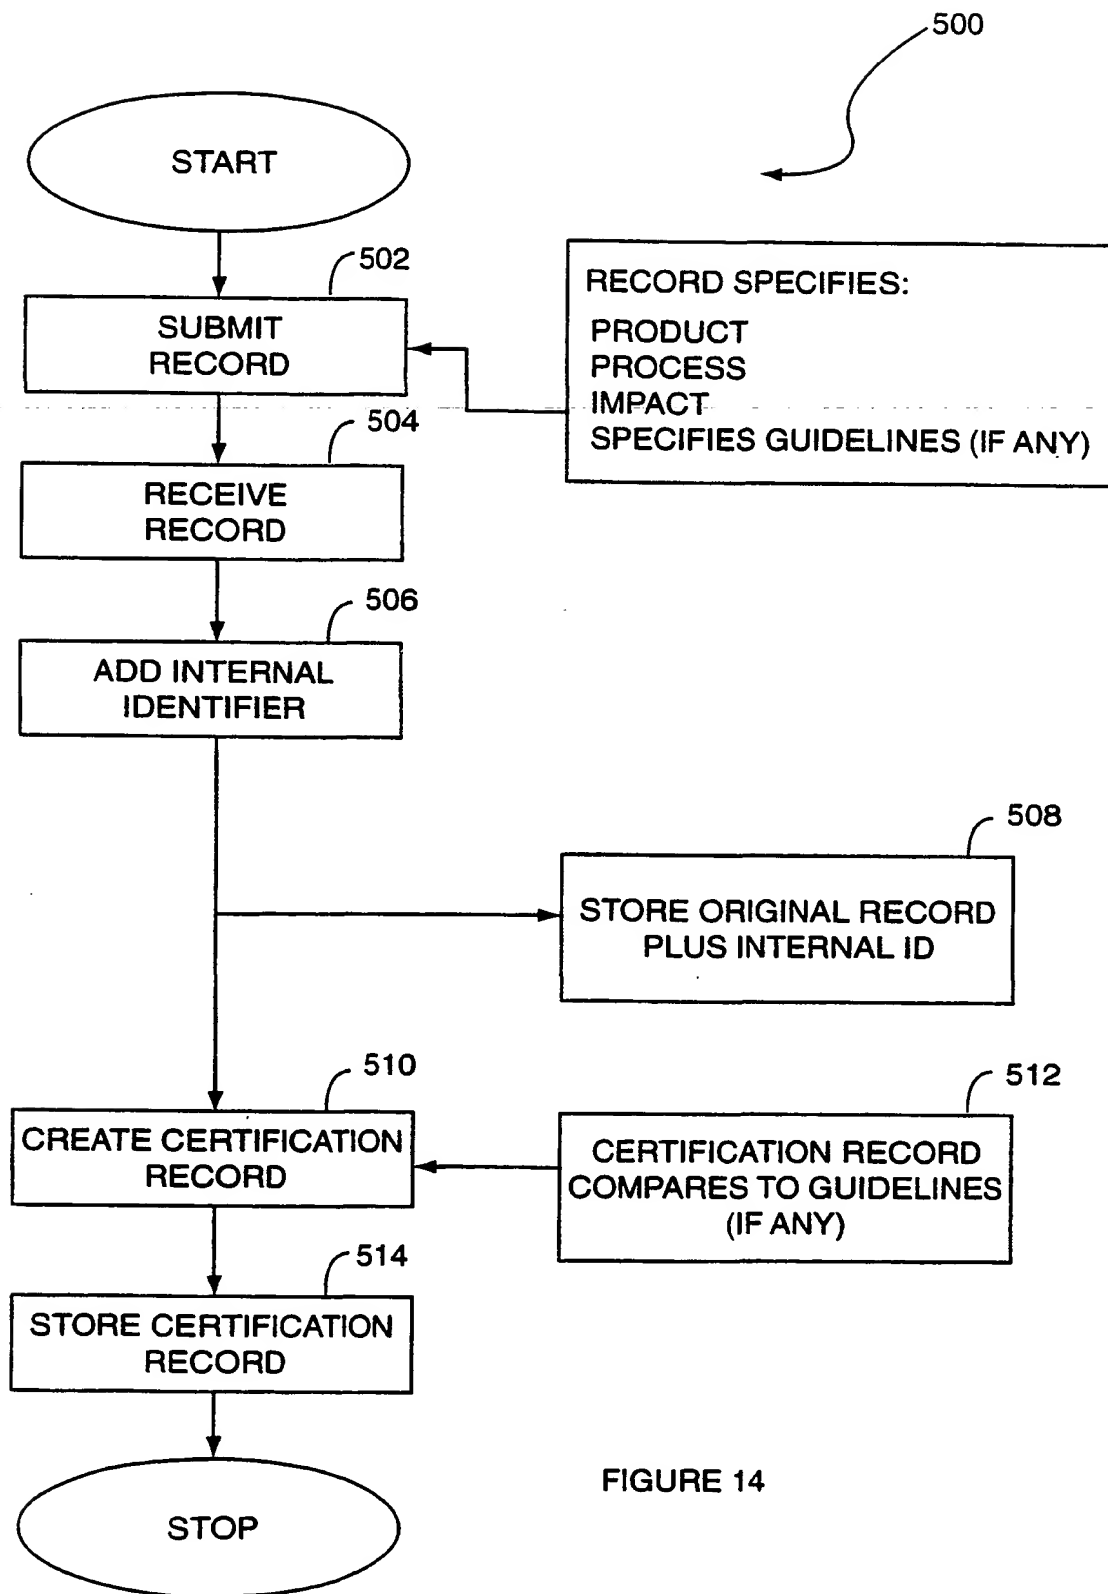 500
START
502
SUBMIT
RECORD
RECORD SPECIFIES:
PRODUCT
PROCESS
IMPACT
SPECIFIES GUIDELINES (IF ANY)
504
RECEIVE
RECORD
506
ADD INTERNAL
IDENTIFIER
508
STORE ORIGINAL RECORD
PLUS INTERNAL ID
510
CREATE CERTIFICATION
RECORD
512
CERTIFICATION RECORD
COMPARES TO GUIDELINES
(IF ANY)
514
STORE CERTIFICATION
RECORD
STOP
FIGURE 14